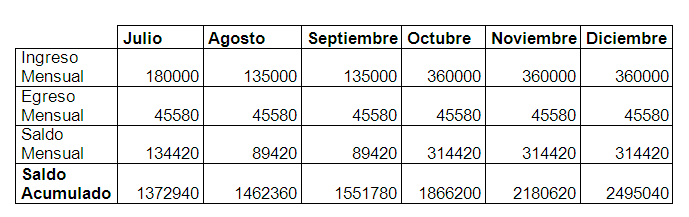 Julio Agosto Septiembre Octubre Noviembre Diciembre
Ingreso
Mensual 180000 135000 135000 360000 360000 360000
Egreso
Mensual 45580 45580 45580 45580 45580 45580
Saldo
Mensual 134420 89420 89420 314420 314420 314420
Saldo
Acumulado 1372940 1462360 1551780 1866200 2180620 2495040